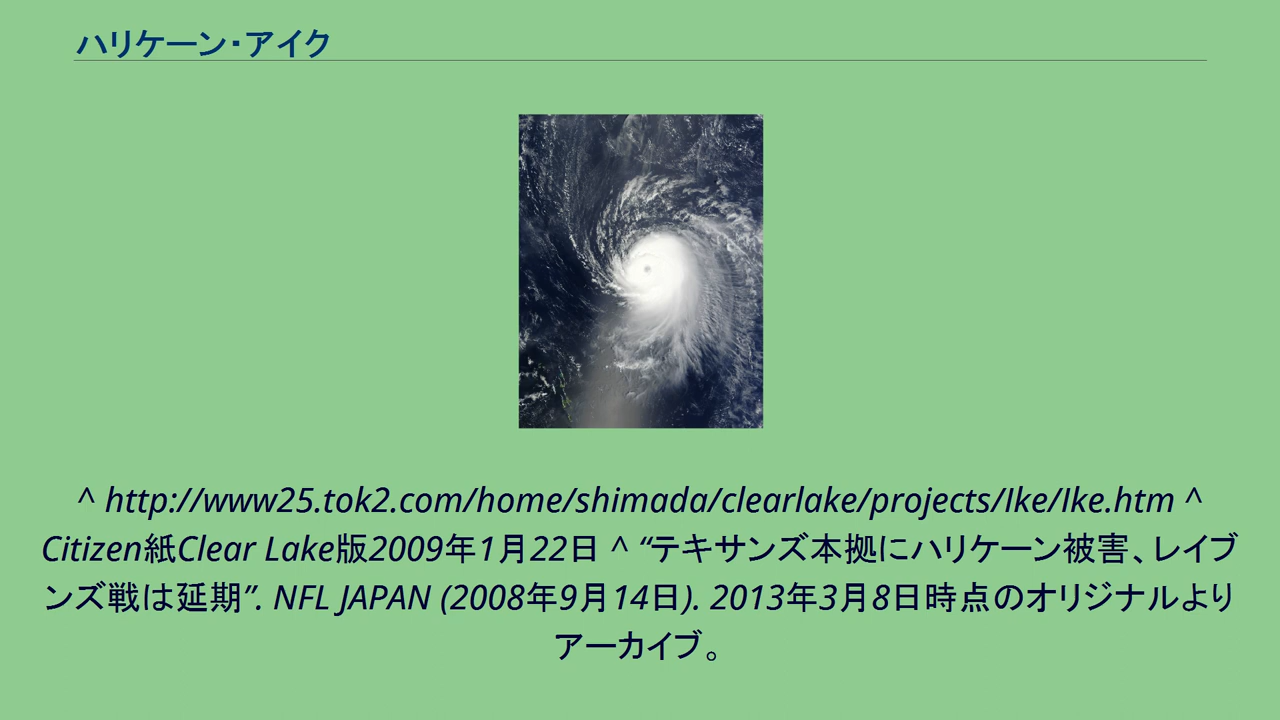 ハリケーン・アイク
^ http://www25.tok2.com/home/shimada/clearlake/projects/Ike/Ike.htm ^
Citizen紙Clear Lake版2009年1月22日 ^ “テキサンズ本拠にハリケーン被害、レイブ
ンズ戦は延期”. NFL JAPAN (2008年9月14日). 2013年3月8日時点のオリジナルより
アーカイブ。